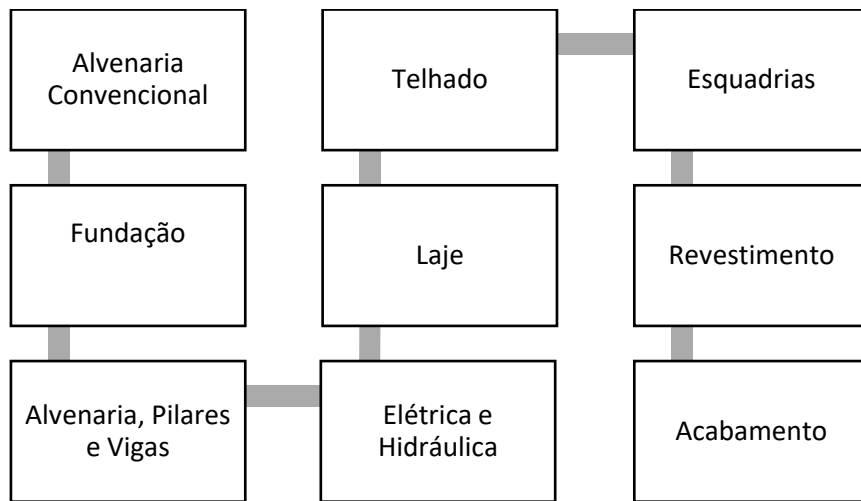 Alvenaria
Convencional
Fundação
Alvenaria, Pilares
e Vigas
Elétrica e
Hidráulica
Laje
Telhado
Esquadrias
Revestimento
Acabamento